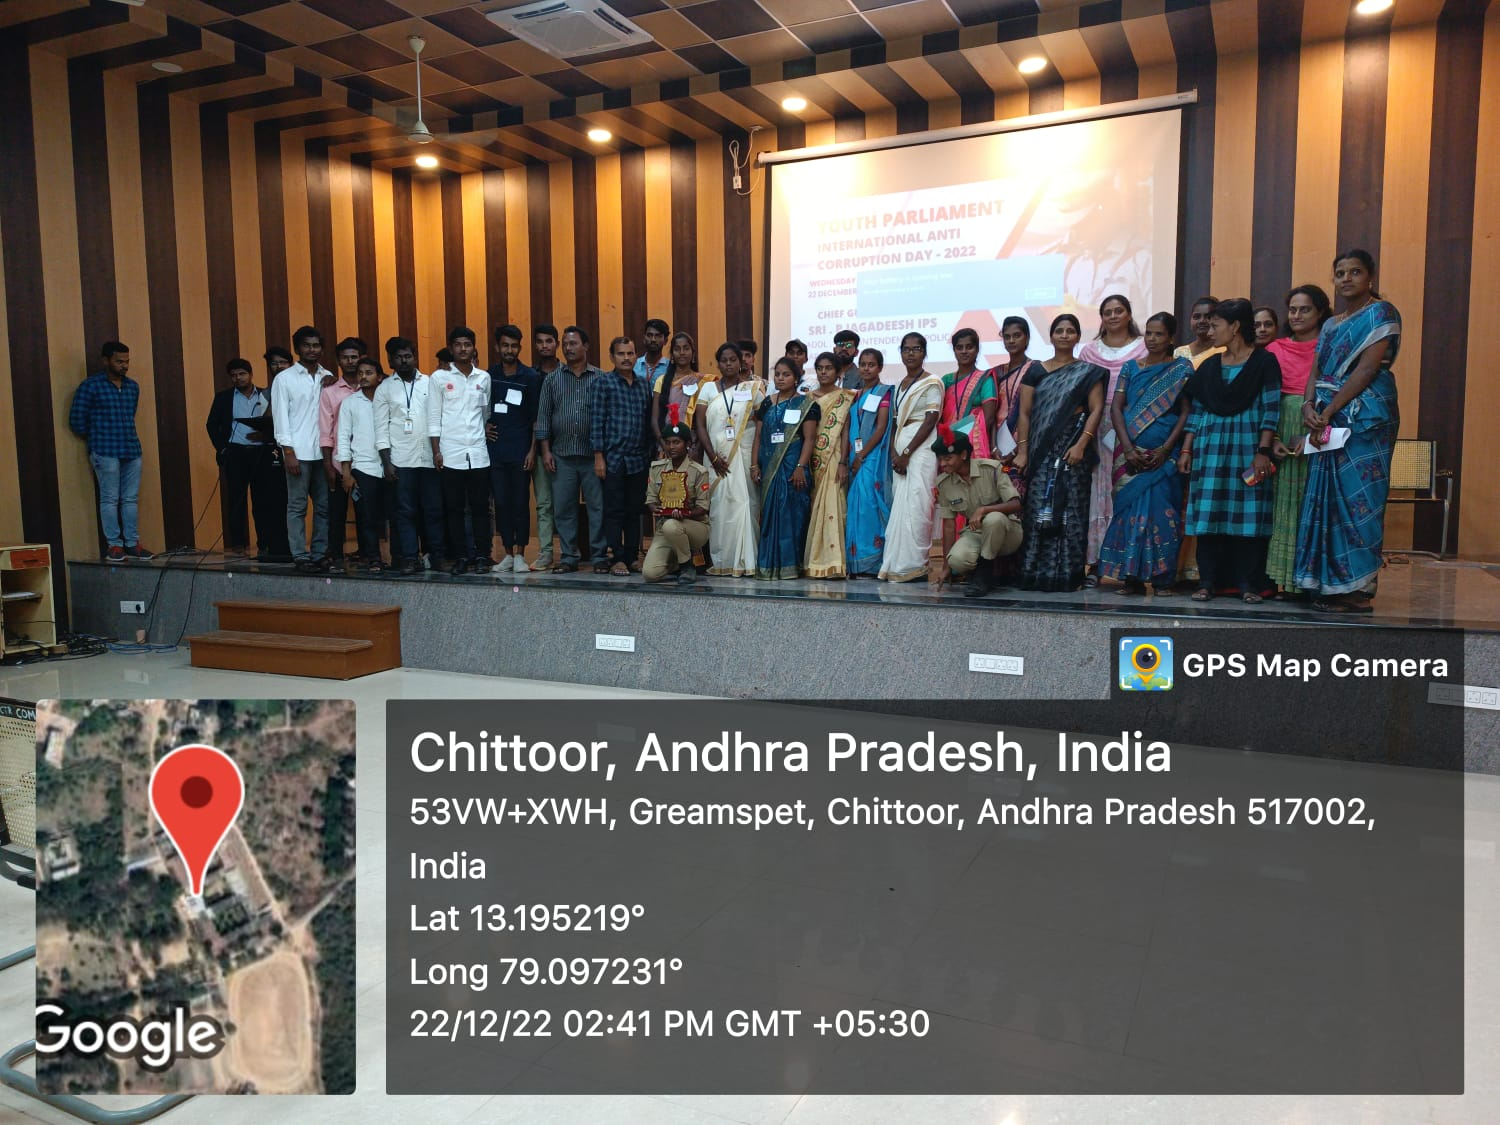 YOUTH PARLIAMENT
INTERNATIONAL ANTI
CORRUPTION DAY - 2022
WEDNESDAY
22 DECEMBER
CHIEF
SRI . P JAGADEESH IPS
GPS Map Camera
CTR COM
Chittoor, Andhra Pradesh, India
53VW+XWH, Greamspet, Chittoor, Andhra Pradesh 517002,
India
Lat 13.195219°
Long 79.097231°
22/12/22 02:41 PM GMT +05:30
Google